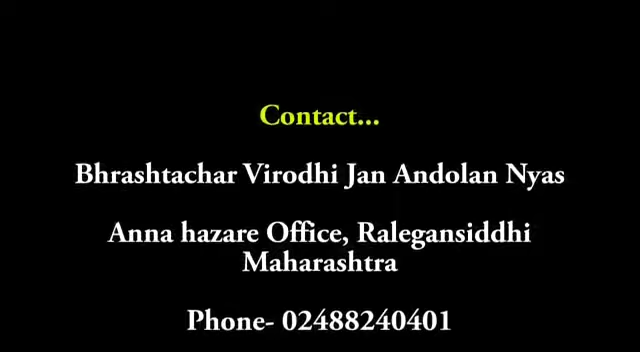 Contact...
Bhrashtachar Virodhi Jan Andolan Nyas
Anna hazare Office, Ralegansiddhi
Maharashtra
Phone- 02488240401